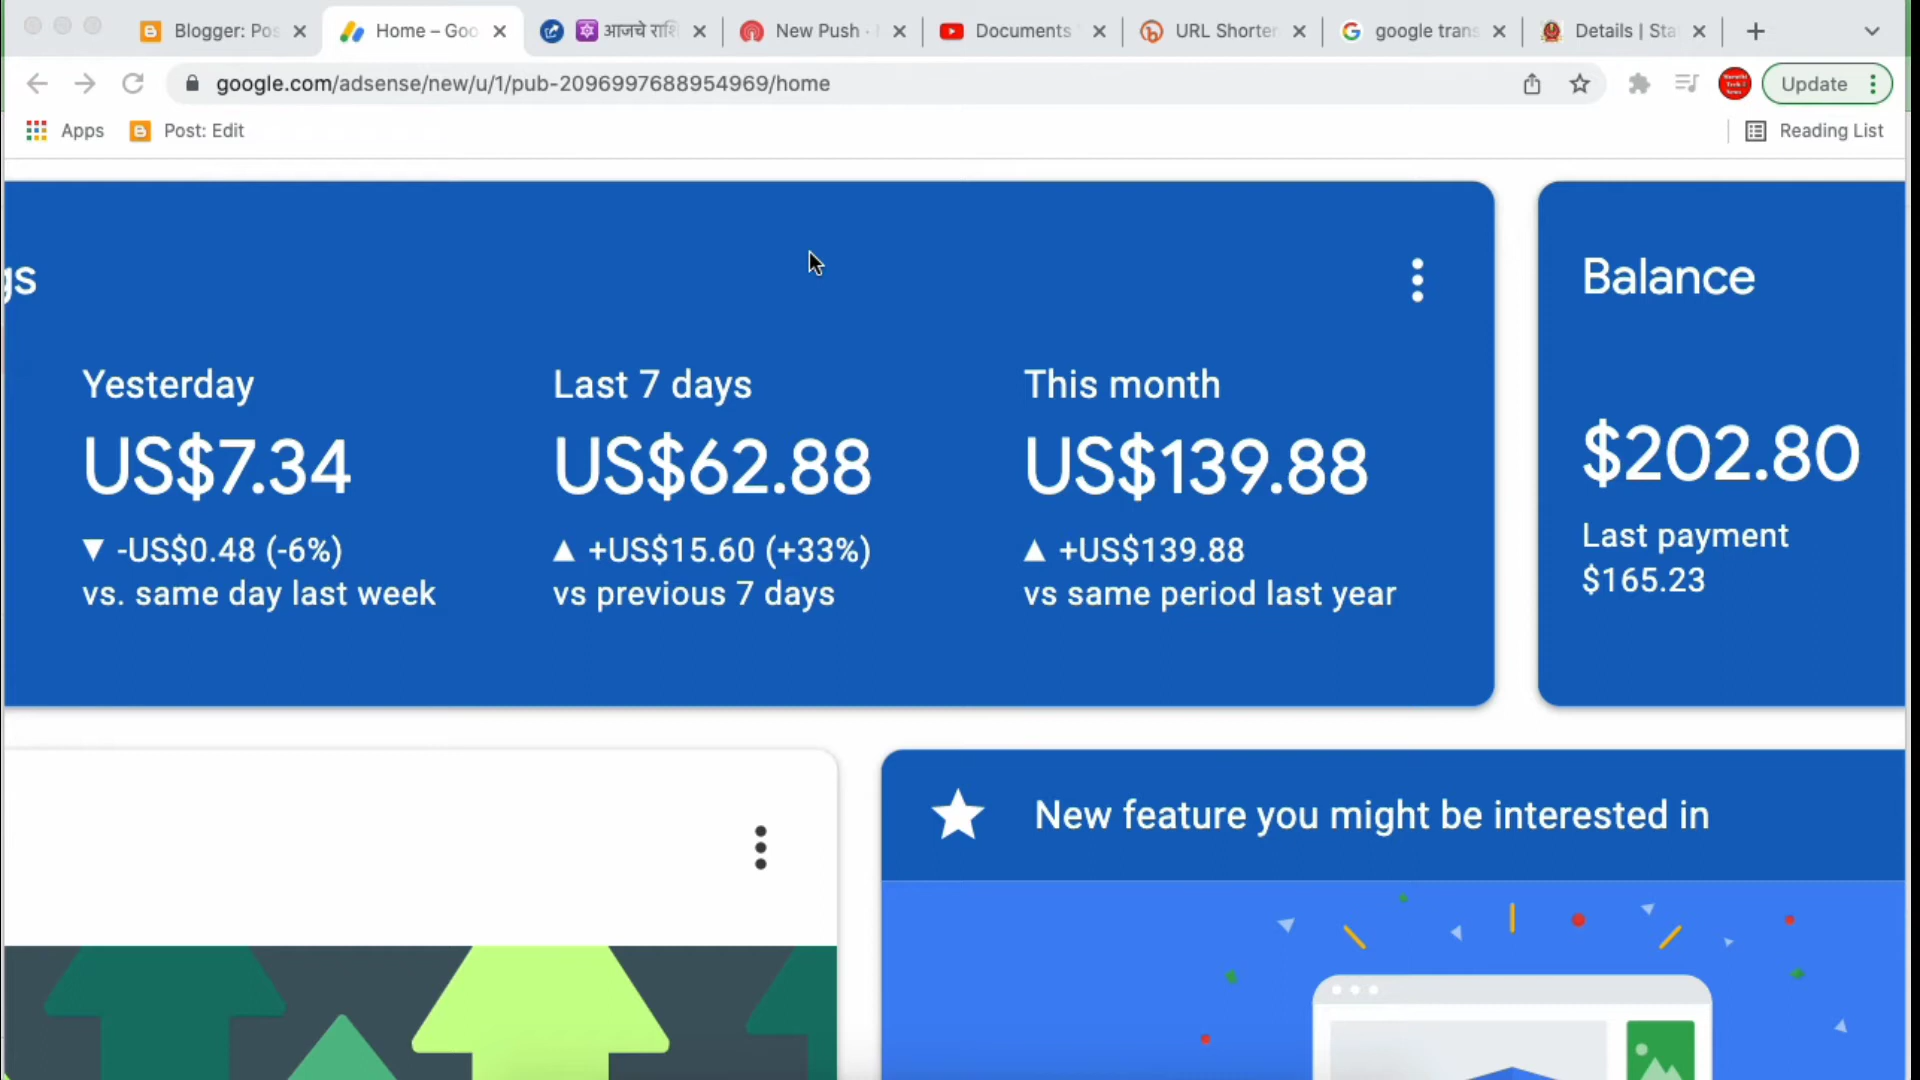 Blogger: Pos
Home – Goo
आजचे राशि
New Push ·
Documents
URL Shorter
google trans
Details | Sta
google.com/adsense/new/u/1/pub-2096997688954969/home
Update
Apps
Post: Edit
Reading List
gs
Balance
Yesterday
Last 7 days
This month
US$7.34
US$62.88
US$139.88
$202.80
-US$0.48 (-6%)
+US$15.60 (+33%)
+US$139.88
Last payment
vs. same day last week
vs previous 7 days
vs same period last year
$165.23
New feature you might be interested in